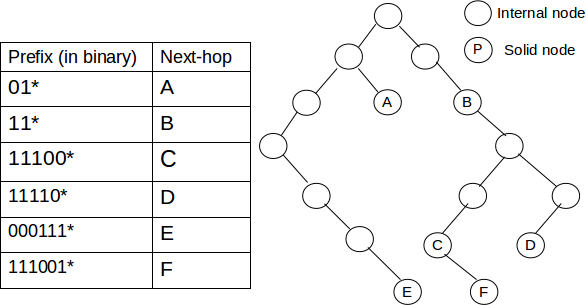 Prefix (in binary) Next-hop
01* A
11* B
11100* C
11110* D
000111* E
111001* F
Internal node
P Solid node
A B
C D
E F